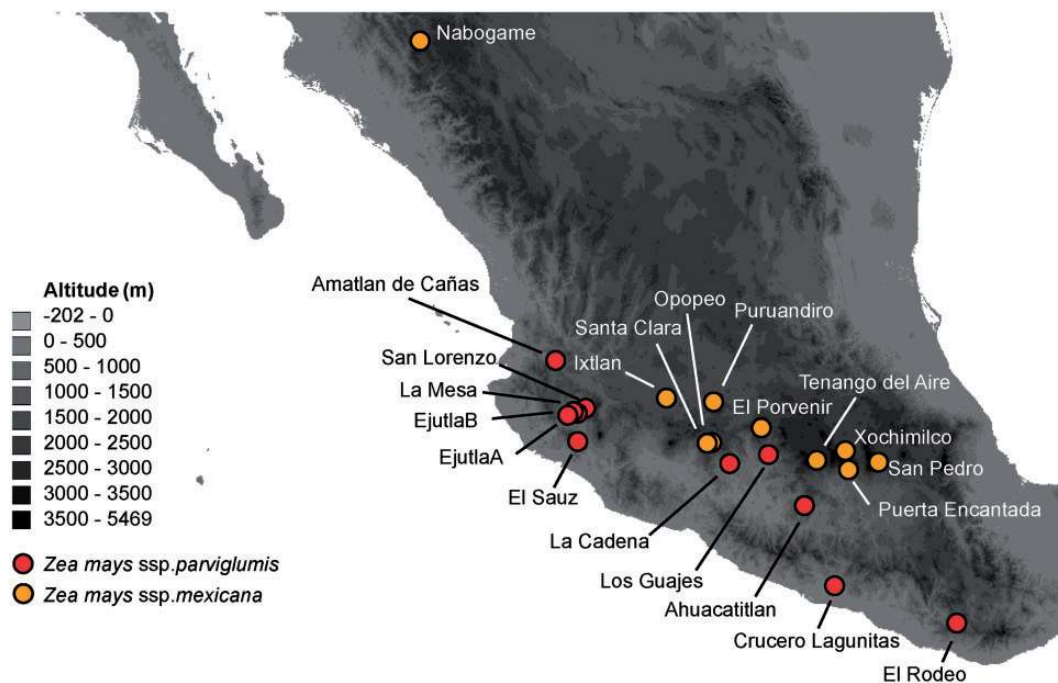 Nabogame
Amatlan de Cañas
Opopeo
Puruandiro
Santa Clara
San Lorenzo
Ixtlan
Tenango del Aire
La Mesa
El Porvenir
EjutlaB
Xochimilco
EjutlaA
San Pedro
El Sauz
Puerta Encantada
La Cadena
Los Guajes
Ahuacatitlan
Crucero Lagunitas
El Rodeo
Altitude (m)
-202 - 0
0 - 500
500 - 1000
1000 - 1500
1500 - 2000
2000 - 2500
2500 - 3000
3000 - 3500
3500 - 5469
Zea mays ssp.parviglumis
Zea mays ssp.mexicana